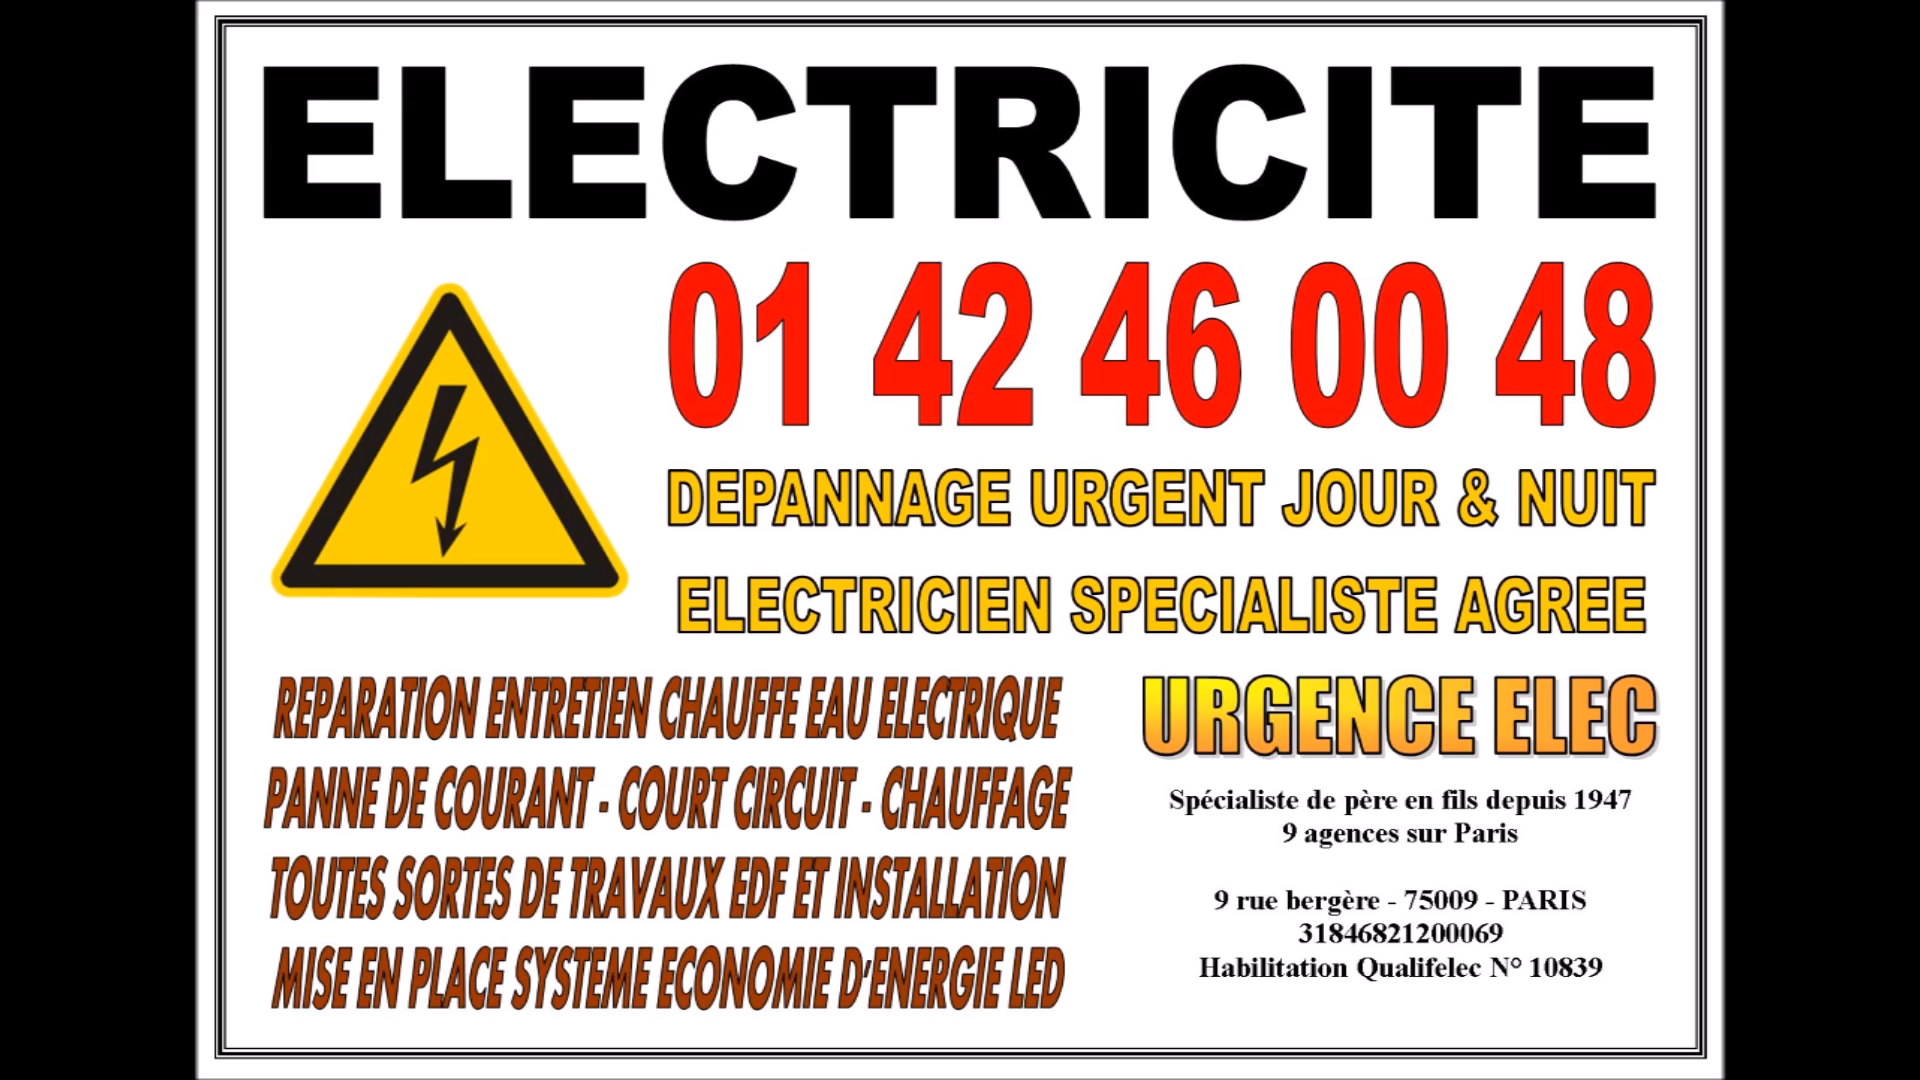 ELECTRICITE
01 42 46 00 48
DEPANNAGE URGENT JOUR & NUIT
ELECTRICIEN SPECIALISTE AGREE
REPARATION ENTRETIEN CHAUFFE EAU ELECTRIQUE
PANNE DE COURANT - COURT CIRCUIT - CHAUFFAGE
TOUTES SORTES DE TRAVAUX EDF ET INSTALLATION
MISE EN PLACE SYSTEME ECONOMIE D'ENERGIE LED
URGENCE ELEC
Spécialiste de père en fils depuis 1947
9 agences sur Paris
9 rue bergère - 75009 - PARIS
31846821200069
Habilitation Qualifelec N° 10839